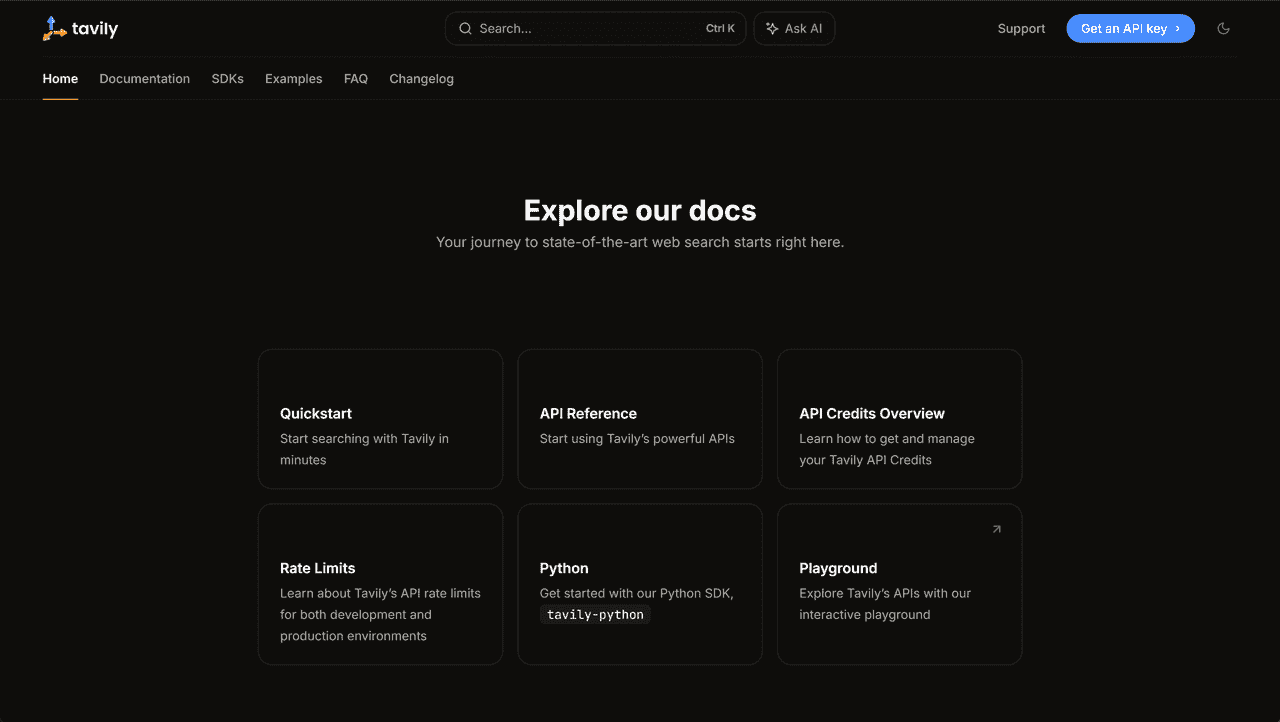 tavily
Search...
Ctrl K
Ask AI
Support
Get an API key ›
Home
Documentation
SDKs
Examples
FAQ
Changelog
Explore our docs
Your journey to state-of-the-art web search starts right here.
Quickstart
Start searching with Tavily in
minutes
API Reference
Start using Tavily’s powerful APIs
API Credits Overview
Learn how to get and manage
your Tavily API Credits
Rate Limits
Learn about Tavily’s API rate limits
for both development and
production environments
Python
Get started with our Python SDK,
tavily-python
Playground
Explore Tavily’s APIs with our
interactive playground